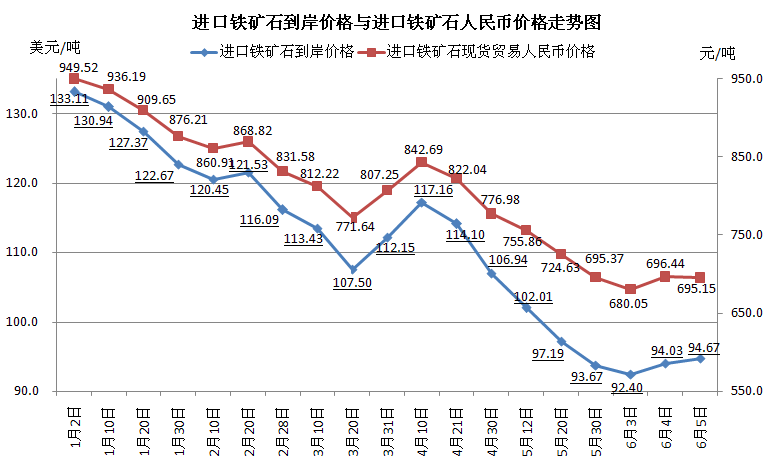 进口铁矿石到岸价格与进口铁矿石人民币价格走势图
美元/吨
元/吨
进口铁矿石到岸价格
进口铁矿石现货贸易人民币价格
130.0
120.0
110.0
100.0
90.0
950.0
850.0
750.0
650.0
550.0
949.52
936.19
909.65
876.21
860.91
868.82
831.58
812.22
771.64
807.25
842.69
822.04
776.98
755.86
724.63
695.37
680.05
696.44
695.15
133.11
130.94
127.37
122.67
120.45
121.53
116.09
113.43
107.50
112.15
117.16
114.10
106.94
102.01
97.19
93.67
92.40
94.03
94.67
1月2日
1月10日
1月20日
1月30日
2月10日
2月20日
2月28日
3月10日
3月20日
3月31日
4月10日
4月21日
4月30日
5月12日
5月20日
5月30日
6月3日
6月4日
6月5日